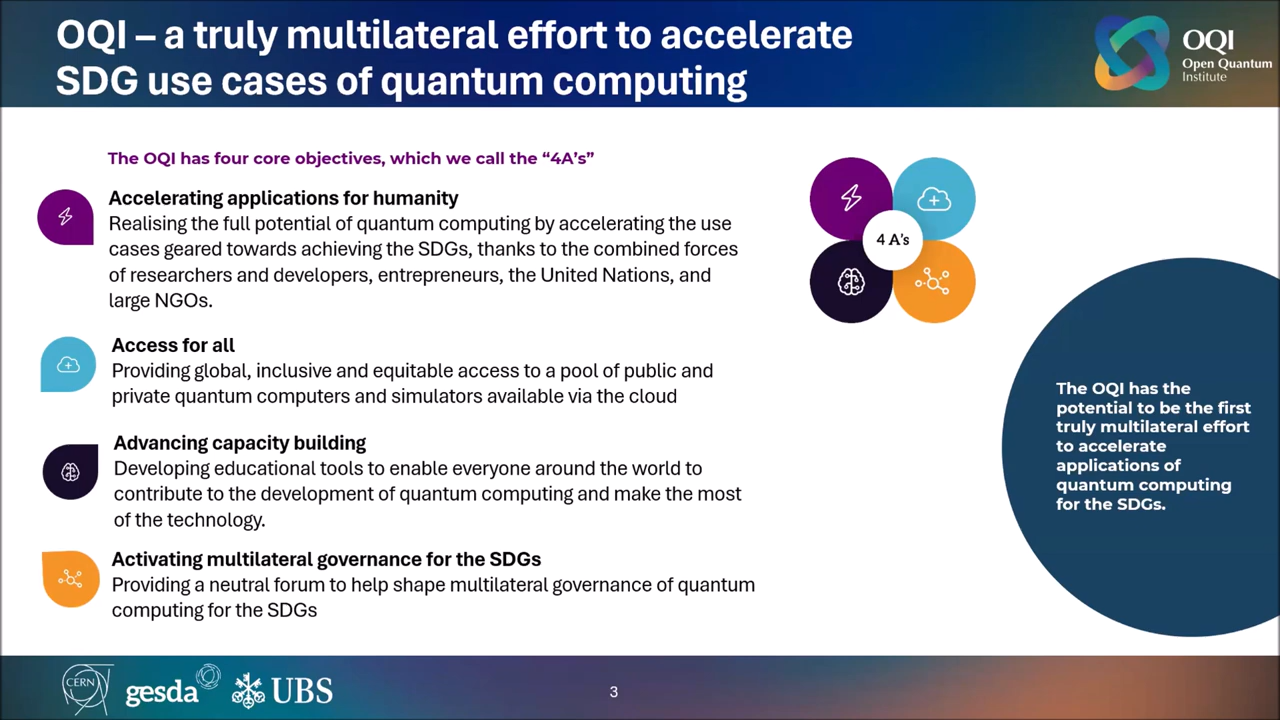 OQI – a truly multilateral effort to accelerate
SDG use cases of quantum computing
OQI
Open Quantum
Institute
The OQI has four core objectives, which we call the “4A’s”
Accelerating applications for humanity
Realising the full potential of quantum computing by accelerating the use
cases geared towards achieving the SDGs, thanks to the combined forces
of researchers and developers, entrepreneurs, the United Nations, and
large NGOs.
Access for all
Providing global, inclusive and equitable access to a pool of public and
private quantum computers and simulators available via the cloud
Advancing capacity building
Developing educational tools to enable everyone around the world to
contribute to the development of quantum computing and make the most
of the technology.
Activating multilateral governance for the SDGs
Providing a neutral forum to help shape multilateral governance of quantum
computing for the SDGs
4 A’s
The OQI has the
potential to be the first
truly multilateral effort
to accelerate
applications of
quantum computing
for the SDGs.
CERN
gesda
UBS
3